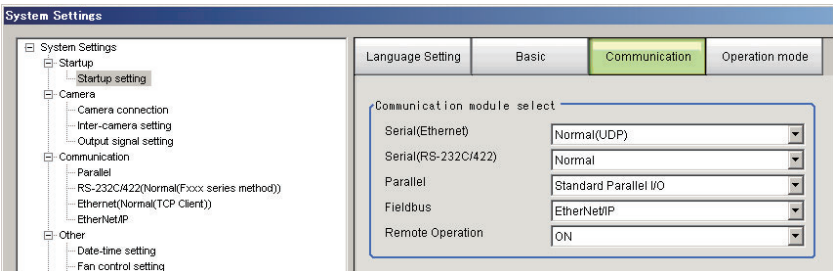 System Settings
System Settings
Startup
Startup setting
Camera
Camera connection
Inter-camera setting
Output signal setting
Communication
Parallel
RS-232C/422(Normal(Fxxx series method))
Ethernet(Normal(TCP Client))
EtherNet/IP
Other
Date-time setting
Fan control setting
Language Setting Basic Communication Operation mode
Communication module select
Serial(Ethernet) Normal(UDP)
Serial(RS-232C/422) Normal
Parallel Standard Parallel I/O
Fieldbus EtherNet/IP
Remote Operation ON